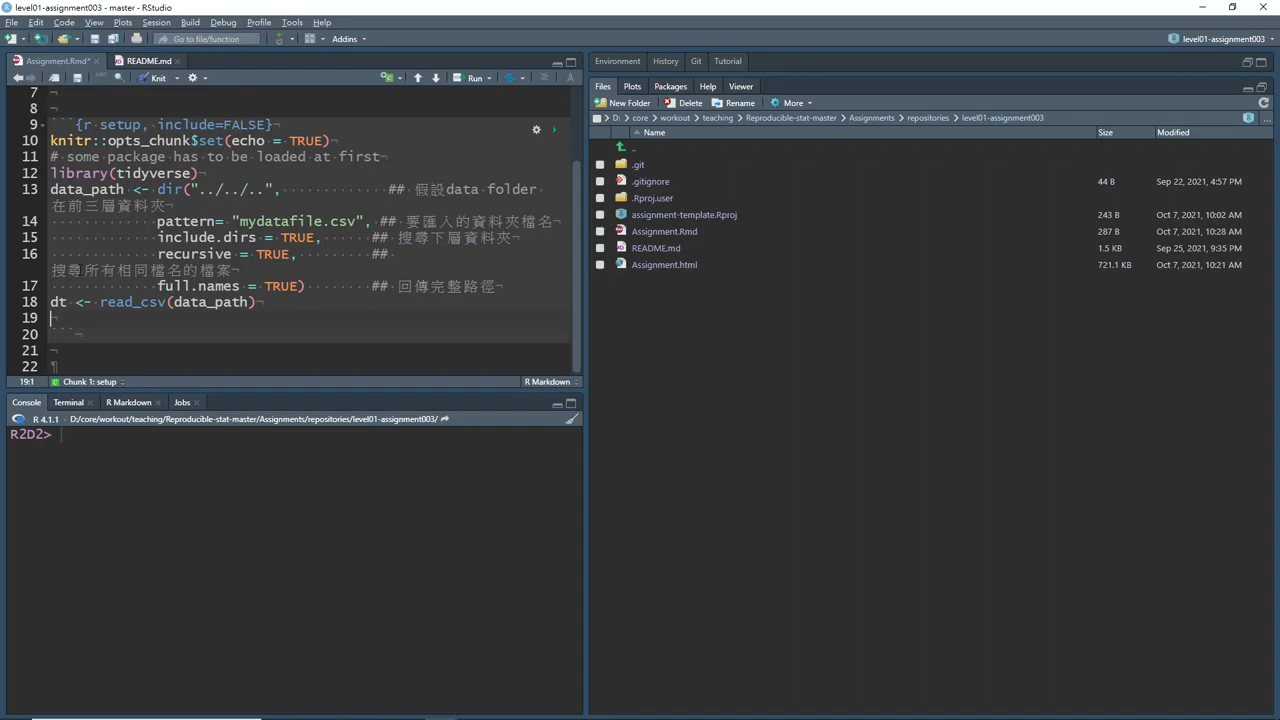 level01-assignment003 - master - RStudio
File Edit Code View Plots Session Build Debug Profile Tools Help
Go to file/function Addins level01-assignment003
Assignment.Rmd* README.md
Knit Run
7
8
9 ```{r setup, include=FALSE}
10 knitr::opts_chunk$set(echo = TRUE)
11 # some package has to be loaded at first
12 library(tidyverse)
13 data_path <- dir("../../..", ## 假設data folder
在前三層資料夾
14 pattern= "mydatafile.csv", ## 要匯入的資料夾檔名
15 include.dirs = TRUE, ## 搜尋下層資料夾
16 recursive = TRUE, ##
搜尋所有相同檔名的檔案
17 full.names = TRUE) ## 回傳完整路徑
18 dt <- read_csv(data_path)
19
20 ```
21
22
19:1 Chunk 1: setup R Markdown
Console Terminal R Markdown Jobs
R 4.1.1 · D:/core/workout/teaching/Reproducible-stat-master/Assignments/repositories/level01-assignment003/
R2D2>
Environment History Git Tutorial
Files Plots Packages Help Viewer
New Folder Delete Rename More
D: core workout teaching Reproducible-stat-master Assignments repositories level01-assignment003 ...
Name Size Modified
..
.git
.gitignore 44 B Sep 22, 2021, 4:57 PM
.Rproj.user
assignment-template.Rproj 243 B Oct 7, 2021, 10:02 AM
Assignment.Rmd 287 B Oct 7, 2021, 10:28 AM
README.md 1.5 KB Sep 25, 2021, 9:35 PM
Assignment.html 721.1 KB Oct 7, 2021, 10:21 AM